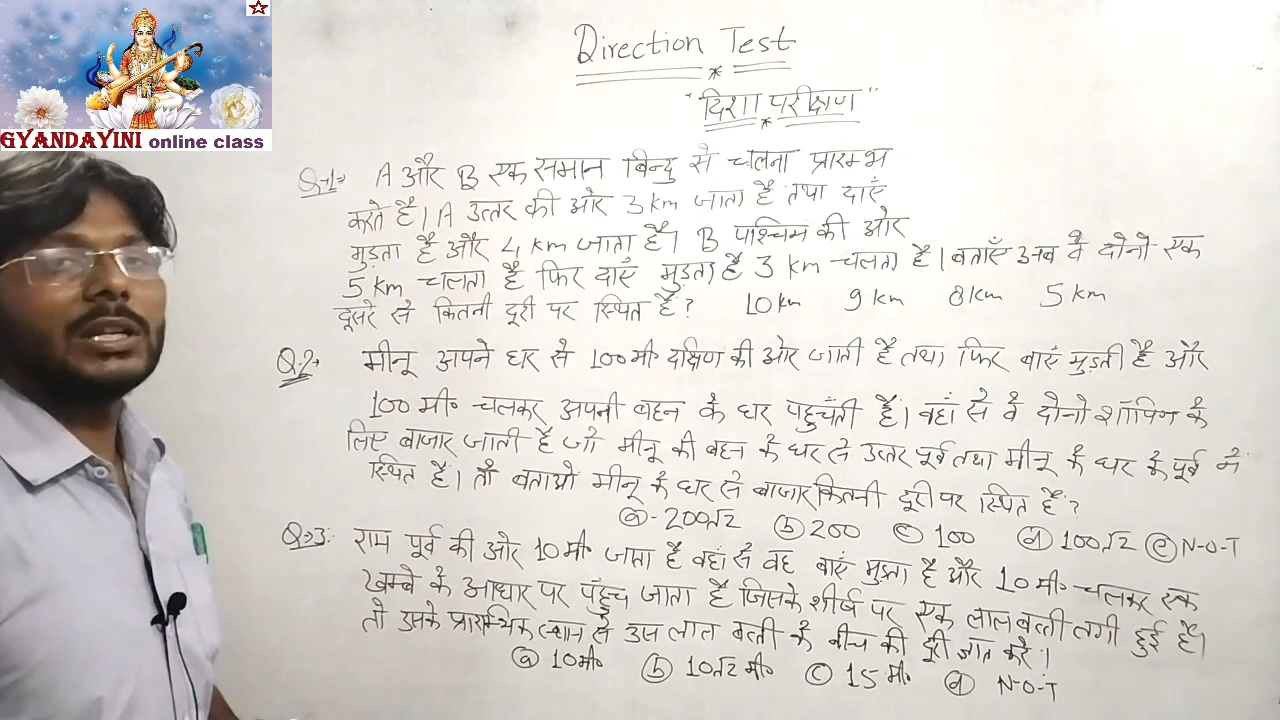 GYANDAYINI online class
Direction Test
"दिशा परीक्षण"
Q-1→ A और B एक समान बिन्दु से चलना प्रारम्भ
करते है। A उत्तर की ओर 3 km जाता है तथा दाएँ
मुड़ता है और 4 km जाता है। B पश्चिम की ओर
5 km चलता है फिर दाएँ मुड़ता है 3 km चलता है। बताएँ अब वे दोनो एक
दूसरे से कितनी दूरी पर स्थित है? 10 km 9 km 8 km 5 km
Q-2→ मीनू अपने घर से 100 मी॰ दक्षिण की ओर जाती है तथा फिर बाएं मुड़ती है और
100 मी॰ चलकर अपनी बहन के घर पहुचँती है। वहां से वे दोनो शॉपिंग के
लिए बाजार जाती है जो मीनू की बहन के घर से उत्तर पूर्व तथा मीनू के घर के पूर्व में
स्थित है। तो बताओ मीनू के घर से बाजार कितनी दूरी पर स्थित है?
(a)-200√2 (b) 200 (c) 100 (d) 100√2 (e) N-O-T
Q-3: राम पूर्व की ओर 10 मी॰ जाता है वहां से वह बाएं मुड़ता है और 10 मी॰ चलकर एक
खम्बे के आधार पर पहुँच जाता है जिसके शीर्ष पर एक लाल बत्ती लगी हुई है।
तो उसके प्रारम्भिक स्थान से उस लाल बत्ती के बीच की दूरी ज्ञात करे।
(a) 10मी॰ (b) 10√2 मी॰ (c) 15 मी॰ (d) N-O-T